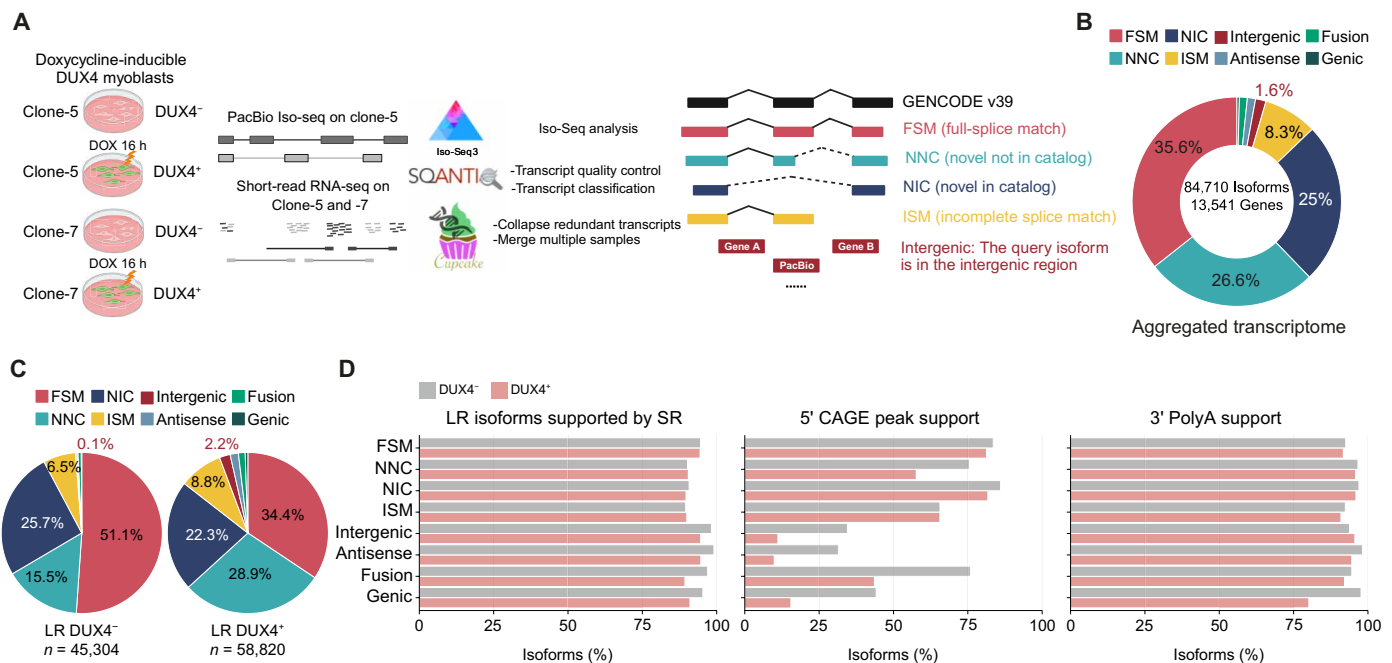 A
Doxycycline-inducible
DUX4 myoblasts
Clone-5
DUX4⁻
DOX 16 h
Clone-5
DUX4⁺
Clone-7
DUX4⁻
DOX 16 h
Clone-7
DUX4⁺
PacBio Iso-seq on clone-5
Short-read RNA-seq on
Clone-5 and -7
Iso-Seq3
SQANTI
Cupcake
Iso-Seq analysis
-Transcript quality control
-Transcript classification
-Collapse redundant transcripts
-Merge multiple samples
GENCODE v39
FSM (full-splice match)
NNC (novel not in catalog)
NIC (novel in catalog)
ISM (incomplete splice match)
Gene A
Gene B
PacBio
......
Intergenic: The query isoform
is in the intergenic region
B
FSM NIC Intergenic Fusion
NNC ISM Antisense Genic
1.6%
8.3%
35.6%
25%
26.6%
84,710 Isoforms
13,541 Genes
Aggregated transcriptome
C
FSM NIC Intergenic Fusion
NNC ISM Antisense Genic
0.1%
6.5%
25.7%
51.1%
15.5%
LR DUX4⁻
n = 45,304
2.2%
8.8%
34.4%
22.3%
28.9%
LR DUX4⁺
n = 58,820
D
DUX4⁻ DUX4⁺
LR isoforms supported by SR
5' CAGE peak support
3' PolyA support
FSM
NNC
NIC
ISM
Intergenic
Antisense
Fusion
Genic
0 25 50 75 100
Isoforms (%)
0 25 50 75 100
Isoforms (%)
0 25 50 75 100
Isoforms (%)